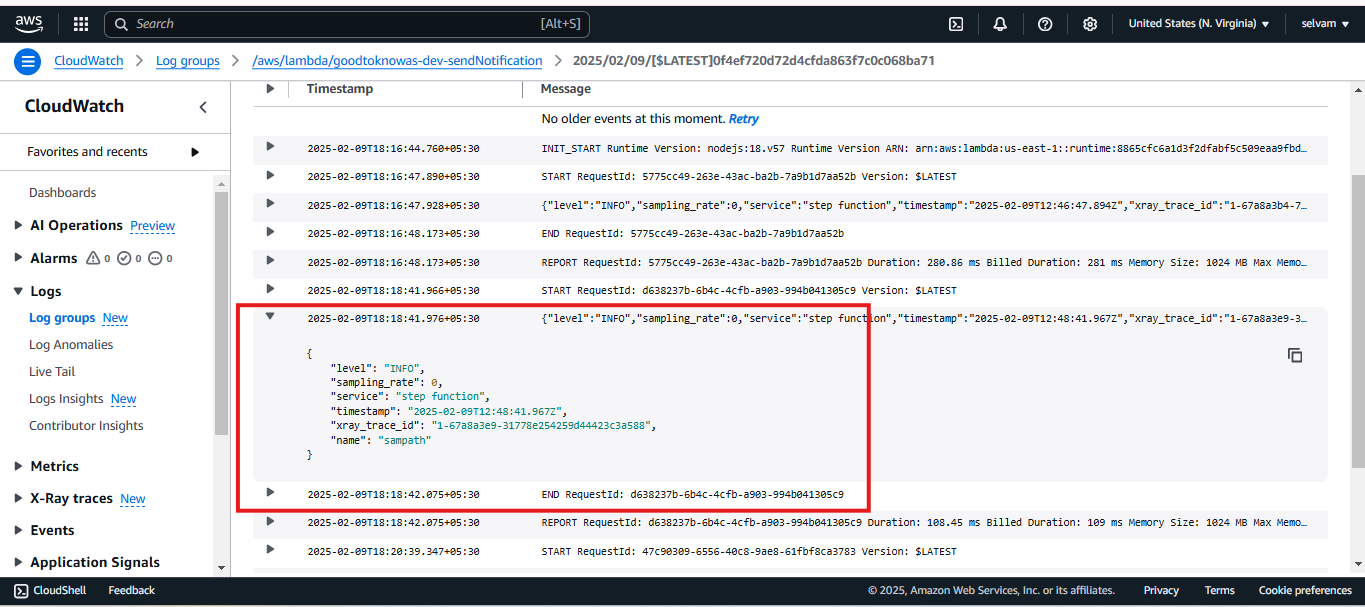 aws Search [Alt+S] United States (N. Virginia) selvam
CloudWatch Log groups /aws/lambda/goodtoknowas-dev-sendNotification 2025/02/09/[$LATEST]0f4ef720d72d4cfda863f7c0c068ba71
CloudWatch
Favorites and recents
Dashboards
AI Operations Preview
Alarms 0 0 0
Logs
Log groups New
Log Anomalies
Live Tail
Logs Insights New
Contributor Insights
Metrics
X-Ray traces New
Events
Application Signals
Timestamp Message
No older events at this moment. Retry
2025-02-09T18:16:44.760+05:30 INIT_START Runtime Version: nodejs:18.v57 Runtime Version ARN: arn:aws:lambda:us-east-1::runtime:8865cfc6a1d3f2dfabf5c509eaa9fbd…
2025-02-09T18:16:47.890+05:30 START RequestId: 5775cc49-263e-43ac-ba2b-7a9b1d7aa52b Version: $LATEST
2025-02-09T18:16:47.928+05:30 {"level":"INFO","sampling_rate":0,"service":"step function","timestamp":"2025-02-09T12:46:47.894Z","xray_trace_id":"1-67a8a3b4-7…
2025-02-09T18:16:48.173+05:30 END RequestId: 5775cc49-263e-43ac-ba2b-7a9b1d7aa52b
2025-02-09T18:16:48.173+05:30 REPORT RequestId: 5775cc49-263e-43ac-ba2b-7a9b1d7aa52b Duration: 280.86 ms Billed Duration: 281 ms Memory Size: 1024 MB Max Memo…
2025-02-09T18:18:41.966+05:30 START RequestId: d638237b-6b4c-4cfb-a903-994b041305c9 Version: $LATEST
2025-02-09T18:18:41.976+05:30 {"level":"INFO","sampling_rate":0,"service":"step function","timestamp":"2025-02-09T12:48:41.967Z","xray_trace_id":"1-67a8a3e9-3…
{
"level": "INFO",
"sampling_rate": 0,
"service": "step function",
"timestamp": "2025-02-09T12:48:41.967Z",
"xray_trace_id": "1-67a8a3e9-31778e254259d44423c3a588",
"name": "sampath"
}
2025-02-09T18:18:42.075+05:30 END RequestId: d638237b-6b4c-4cfb-a903-994b041305c9
2025-02-09T18:18:42.075+05:30 REPORT RequestId: d638237b-6b4c-4cfb-a903-994b041305c9 Duration: 108.45 ms Billed Duration: 109 ms Memory Size: 1024 MB Max Memo…
2025-02-09T18:20:39.347+05:30 START RequestId: 47c90309-6556-40c8-9ae8-61fbf8ca3783 Version: $LATEST
CloudShell Feedback © 2025, Amazon Web Services, Inc. or its affiliates. Privacy Terms Cookie preferences